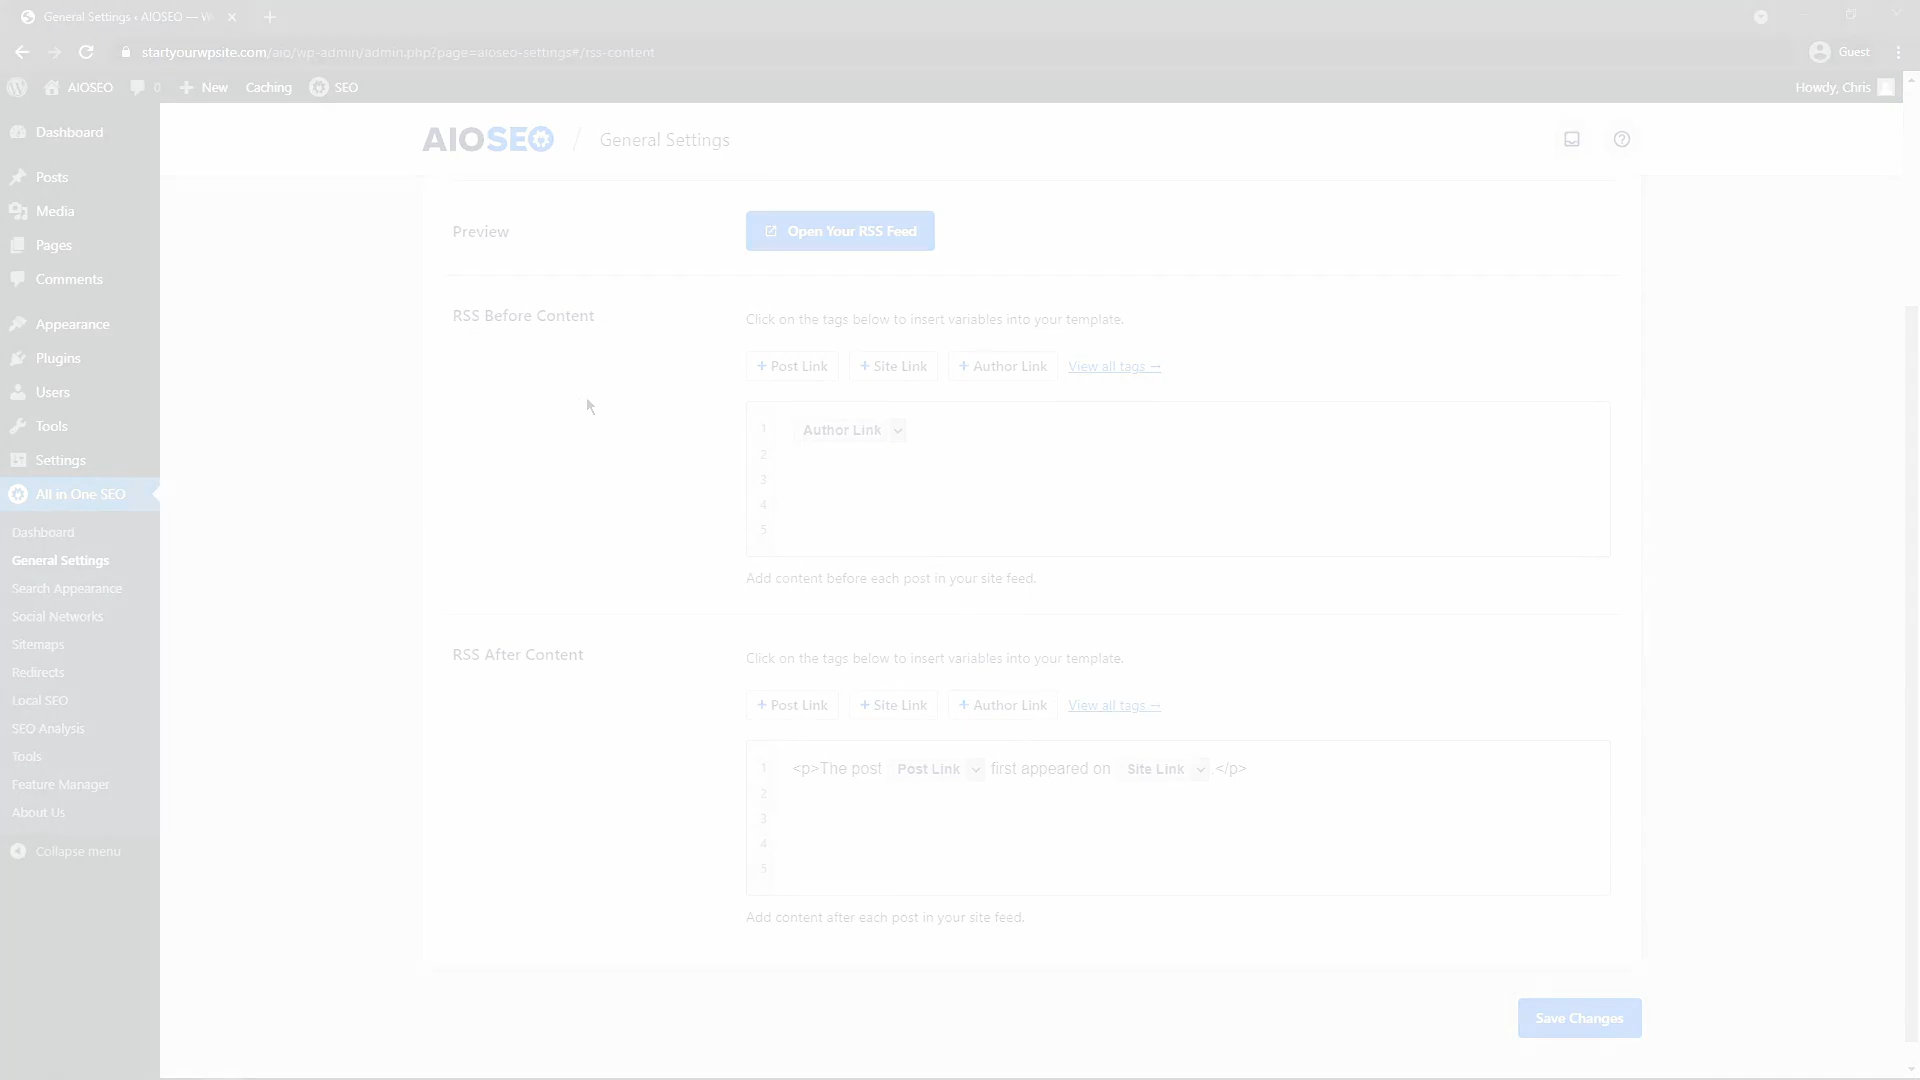 General Settings ‹ AIOSEO — W
startyourwpsite.com/aio/wp-admin/admin.php?page=aioseo-settings#/rss-content
Guest
AIOSEO
0
New
Caching
SEO
Howdy, Chris
Dashboard
Posts
Media
Pages
Comments
Appearance
Plugins
Users
Tools
Settings
All in One SEO
Dashboard
General Settings
Search Appearance
Social Networks
Sitemaps
Redirects
Local SEO
SEO Analysis
Tools
Feature Manager
About Us
Collapse menu
AIOSEO / General Settings
Preview
Open Your RSS Feed
RSS Before Content
Click on the tags below to insert variables into your template.
+ Post Link + Site Link + Author Link View all tags →
1 Author Link
2
3
4
5
Add content before each post in your site feed.
RSS After Content
Click on the tags below to insert variables into your template.
+ Post Link + Site Link + Author Link View all tags →
1 <p>The post Post Link first appeared on Site Link .</p>
2
3
4
5
Add content after each post in your site feed.
Save Changes